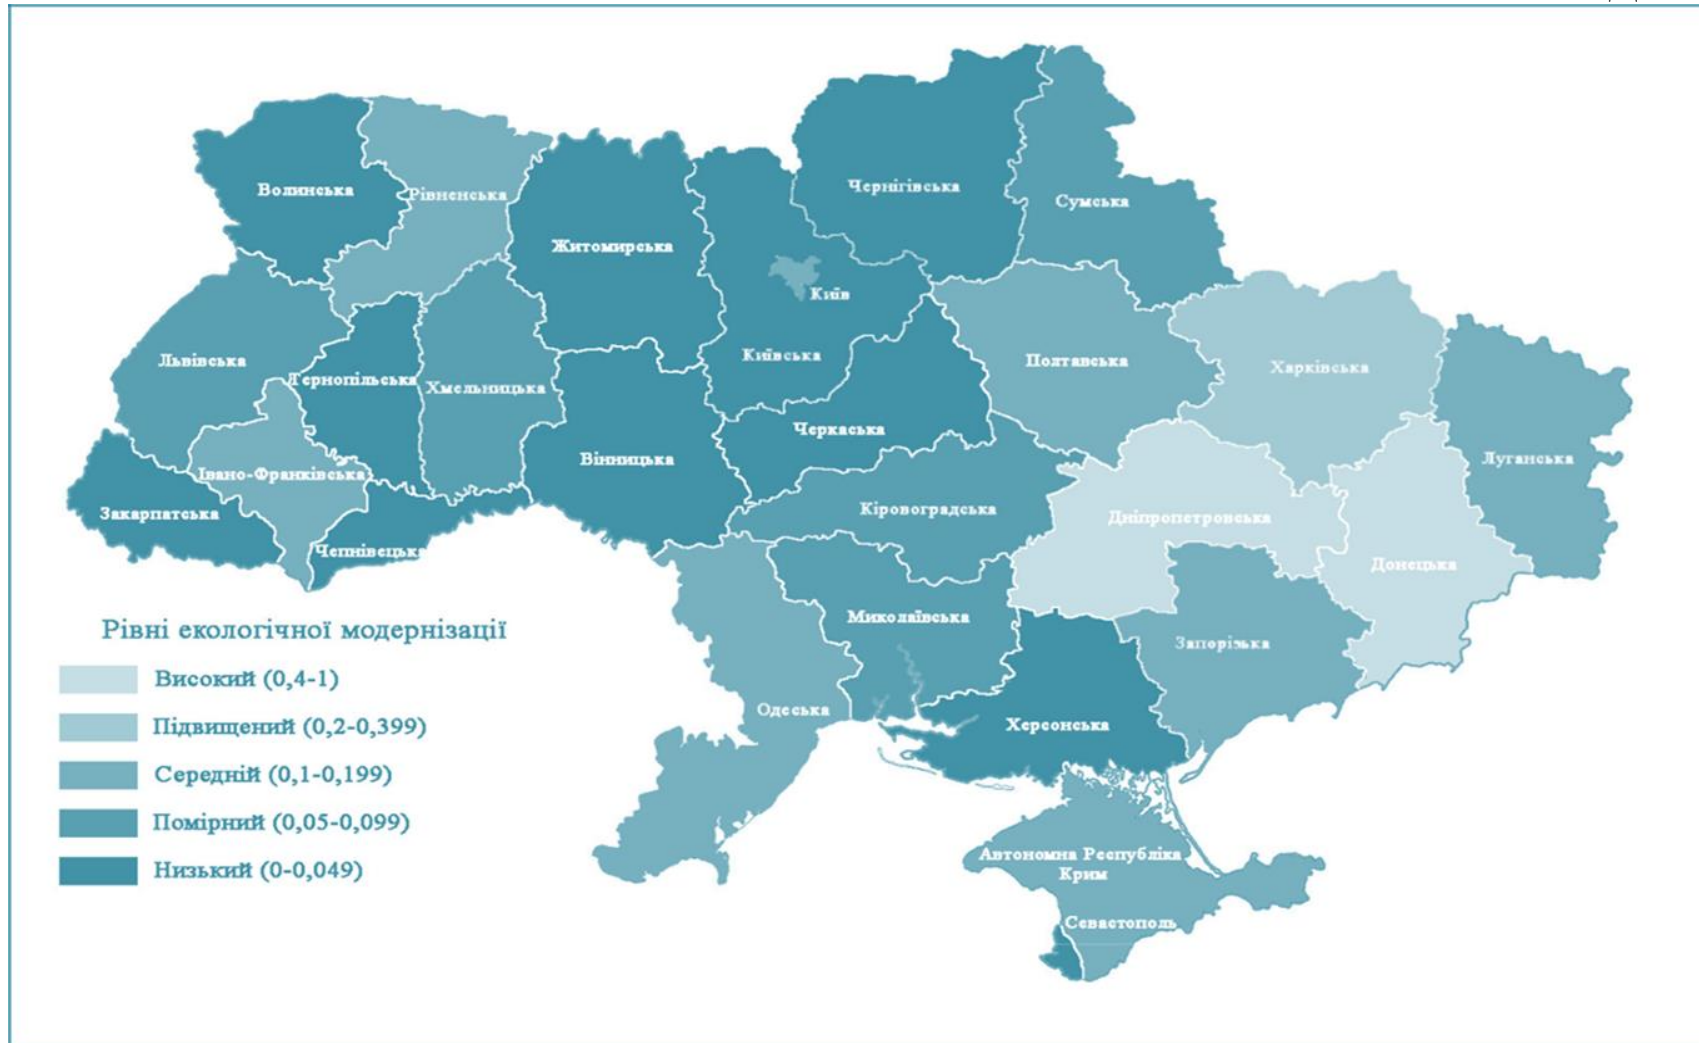 Волинська
Рівненська
Житомирська
Чернігівська
Сумська
Київ
Київська
Львівська
Тернопільська
Хмельницька
Полтавська
Харківська
Черкаська
Вінницька
Луганська
Івано-Франківська
Закарпатська
Чепнівецька
Кіровоградська
Дніпропетровська
Донецька
Миколаївська
Запорізька
Одеська
Херсонська
Автономна Республіка
Крим
Севастополь
Рівні екологічної модернізації
Високий (0,4-1)
Підвищений (0,2-0,399)
Середній (0,1-0,199)
Помірний (0,05-0,099)
Низький (0-0,049)